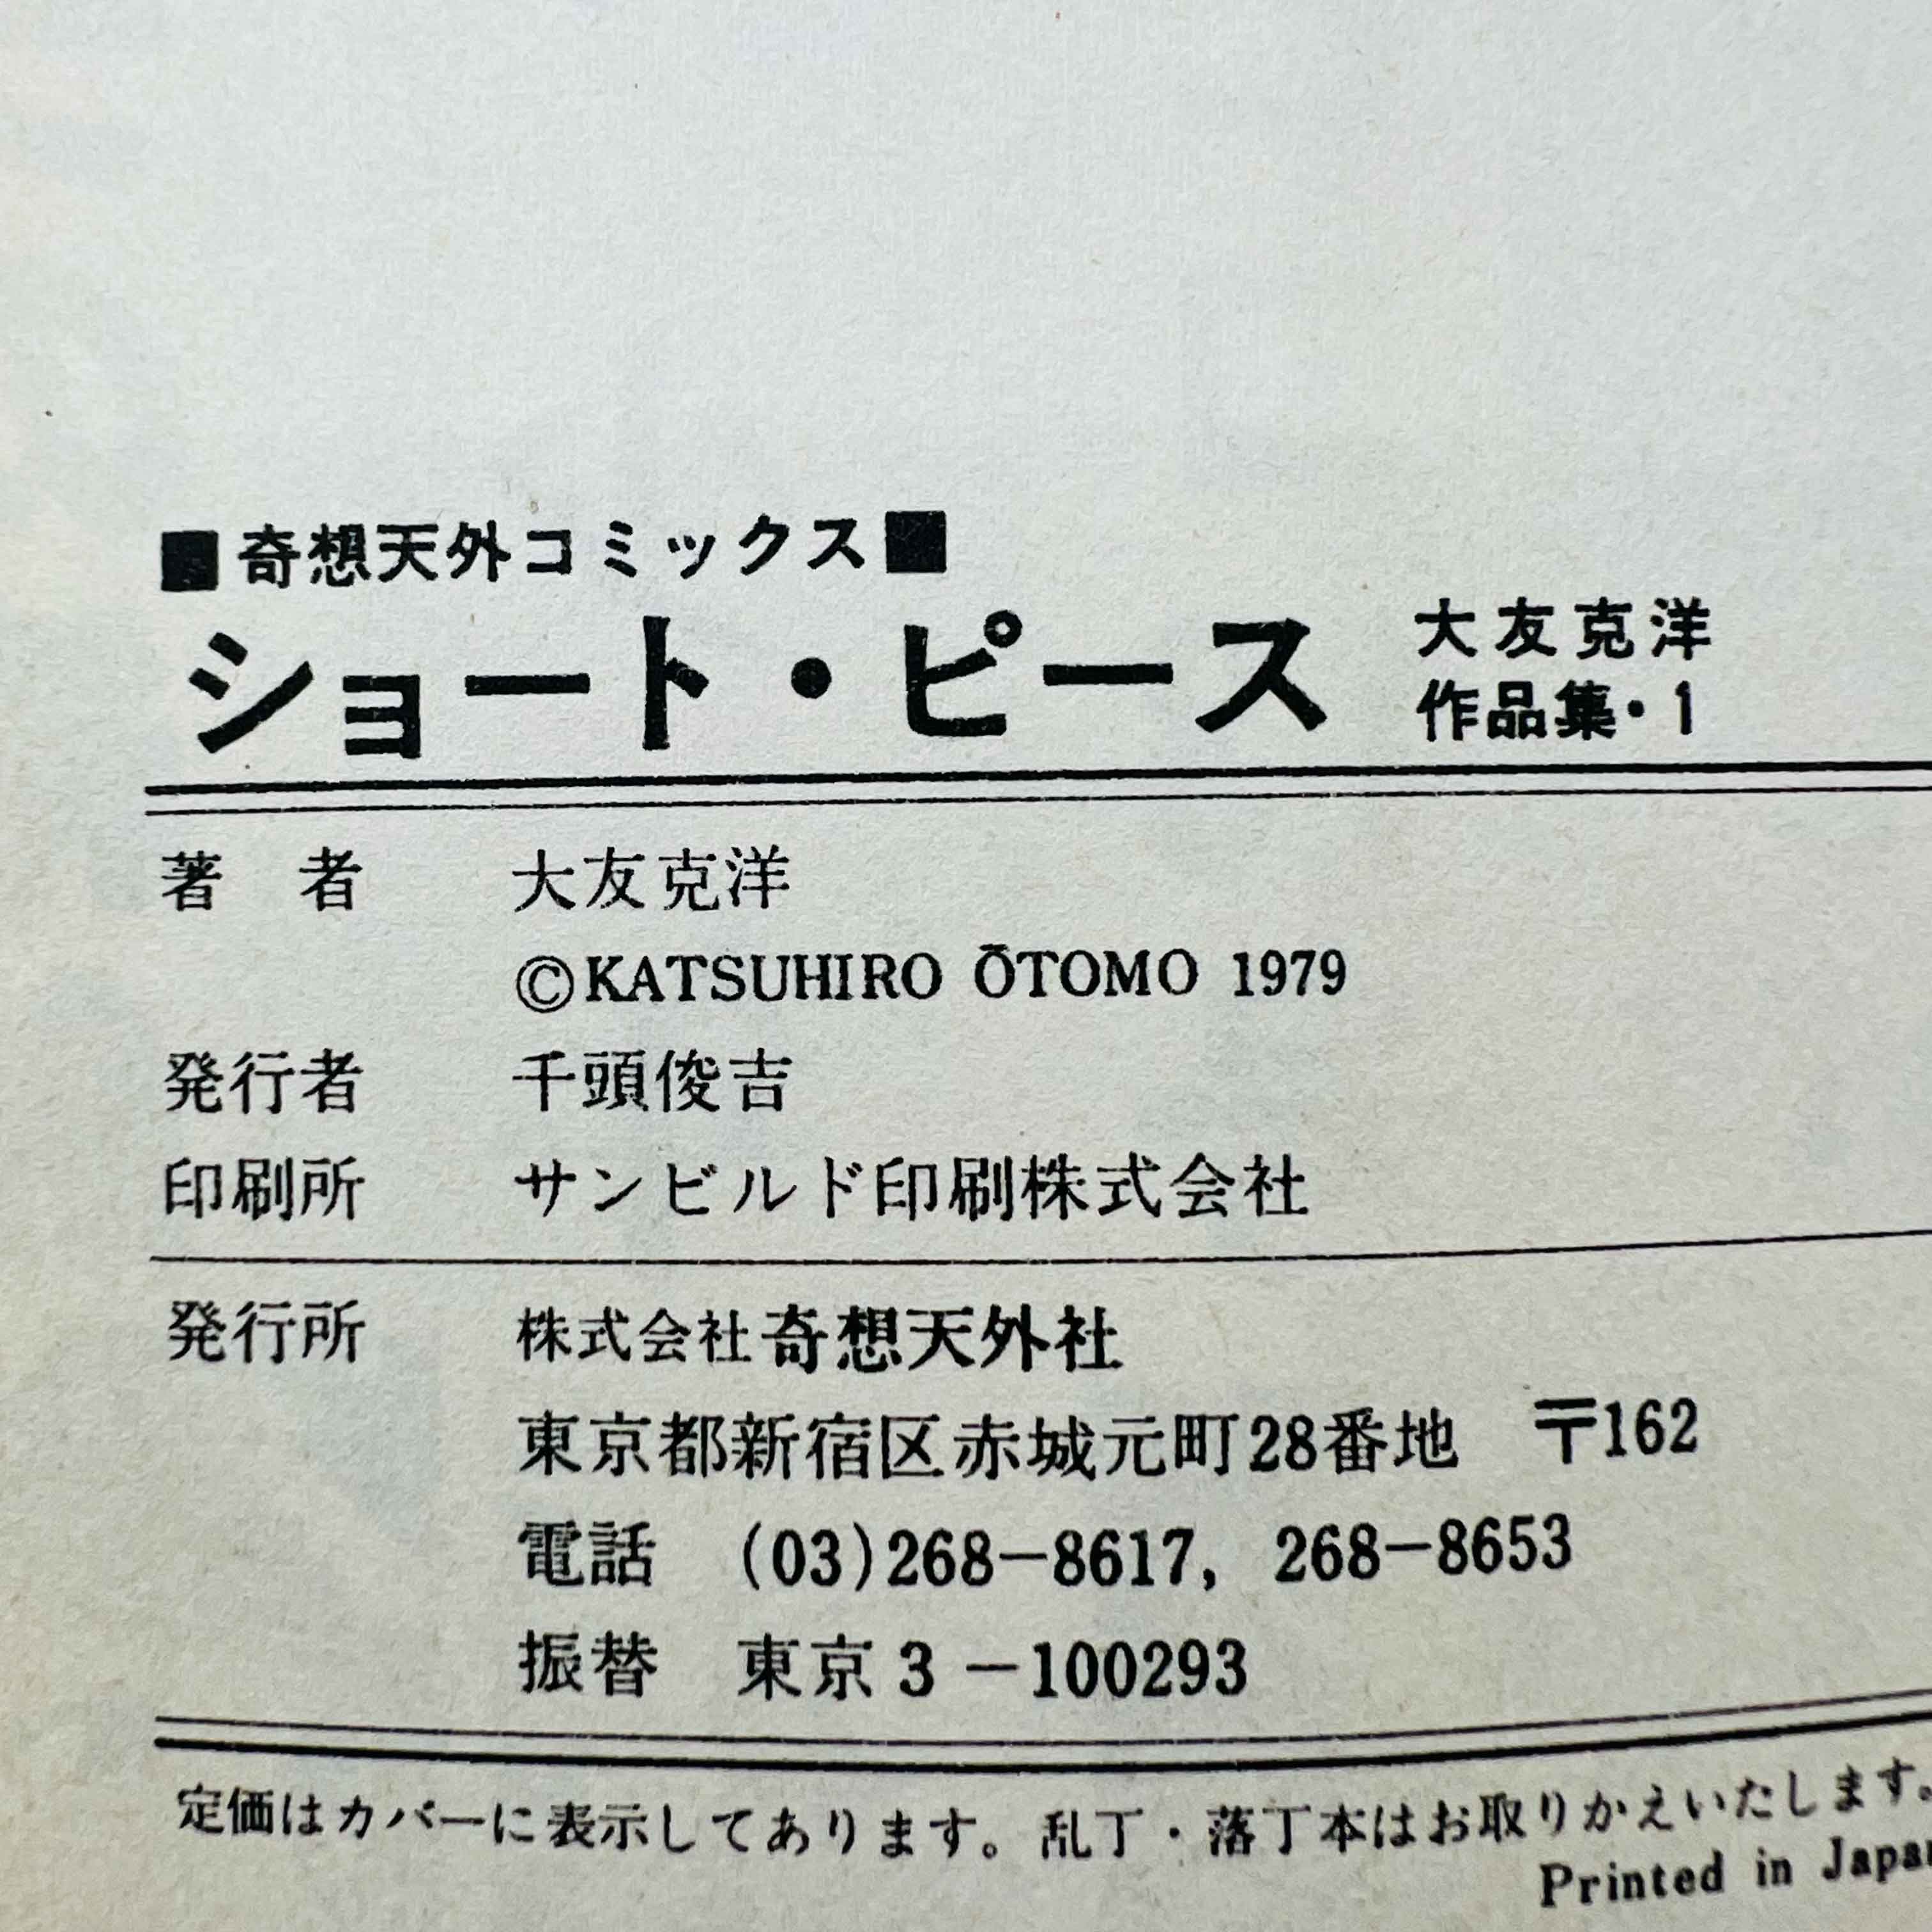 ■奇想天外コミックス■
ショート・ピース 大友克洋
作品集・1
著 者 大友克洋
©KATSUHIRO ŌTOMO 1979
発行者 千頭俊吉
印刷所 サンビルド印刷株式会社
発行所 株式会社奇想天外社
東京都新宿区赤城元町28番地 〒162
電話 (03)268-8617, 268-8653
振替 東京3-100293
定価はカバーに表示してあります。乱丁・落丁本はお取りかえいたします。
Printed in Japan